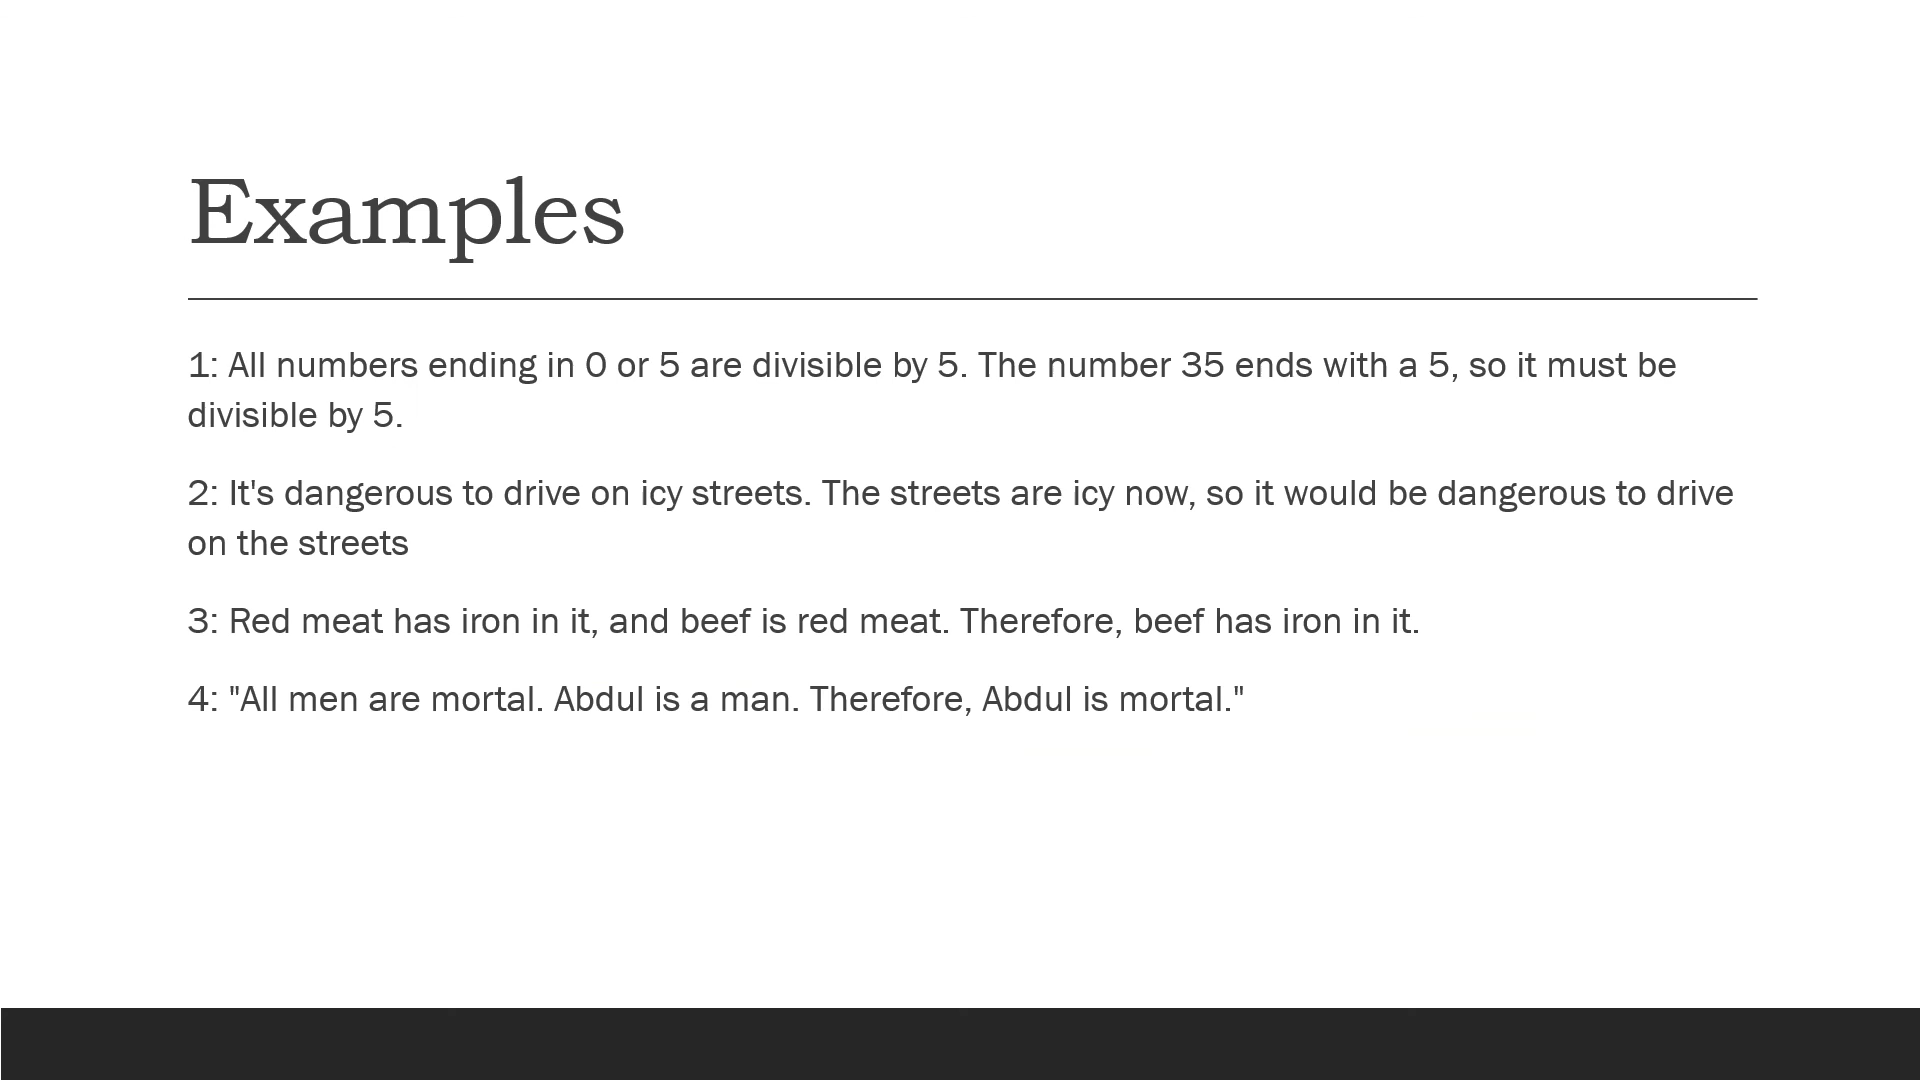 Examples
1: All numbers ending in 0 or 5 are divisible by 5. The number 35 ends with a 5, so it must be
divisible by 5.
2: It's dangerous to drive on icy streets. The streets are icy now, so it would be dangerous to drive
on the streets
3: Red meat has iron in it, and beef is red meat. Therefore, beef has iron in it.
4: "All men are mortal. Abdul is a man. Therefore, Abdul is mortal."